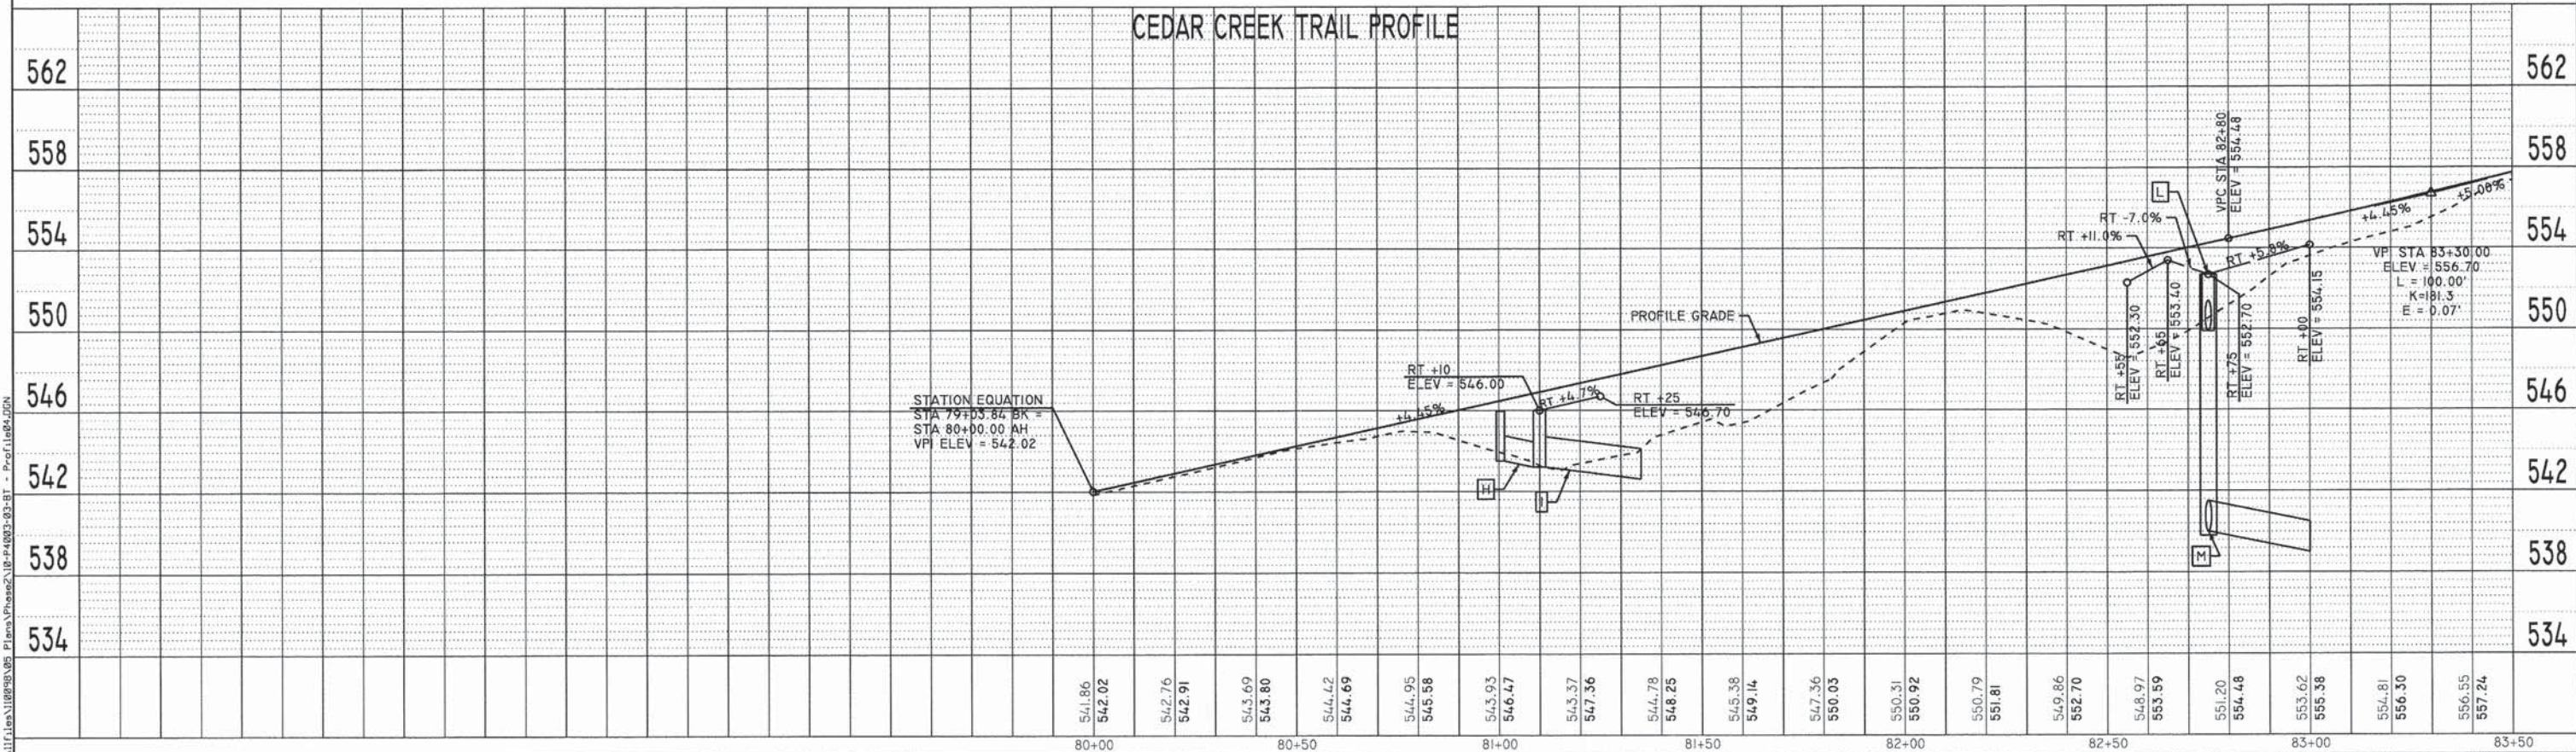 CEDAR CREEK TRAIL PROFILE
562
558
554
550
546
542
538
534
562
558
554
550
546
542
538
534
STATION EQUATION
STA 79+03.84 BK =
STA 80+00.00 AH
VPI ELEV = 542.02
+4.45%
RT +10
ELEV = 546.00
RT +4.7%
RT +25
ELEV = 546.70
H
I
PROFILE GRADE
L
RT -7.0%
RT +11.0%
VPC STA 82+80
ELEV = 554.48
RT +5.8%
RT +55
ELEV = 552.30
RT +65
ELEV = 553.40
RT +75
ELEV = 552.70
RT +00
ELEV = 554.15
M
+4.45%
+5.00%
VPI STA 83+30.00
ELEV = 556.70
L = 100.00'
K=181.3
E = 0.07'
541.86
542.02
542.76
542.91
543.69
543.80
544.42
544.69
544.95
545.58
543.93
546.47
543.37
547.36
544.78
548.25
545.38
549.14
547.36
550.03
550.31
550.92
550.79
551.81
549.86
552.70
548.97
553.59
551.20
554.48
553.62
555.38
554.81
556.30
556.55
557.24
80+00
80+50
81+00
81+50
82+00
82+50
83+00
83+50